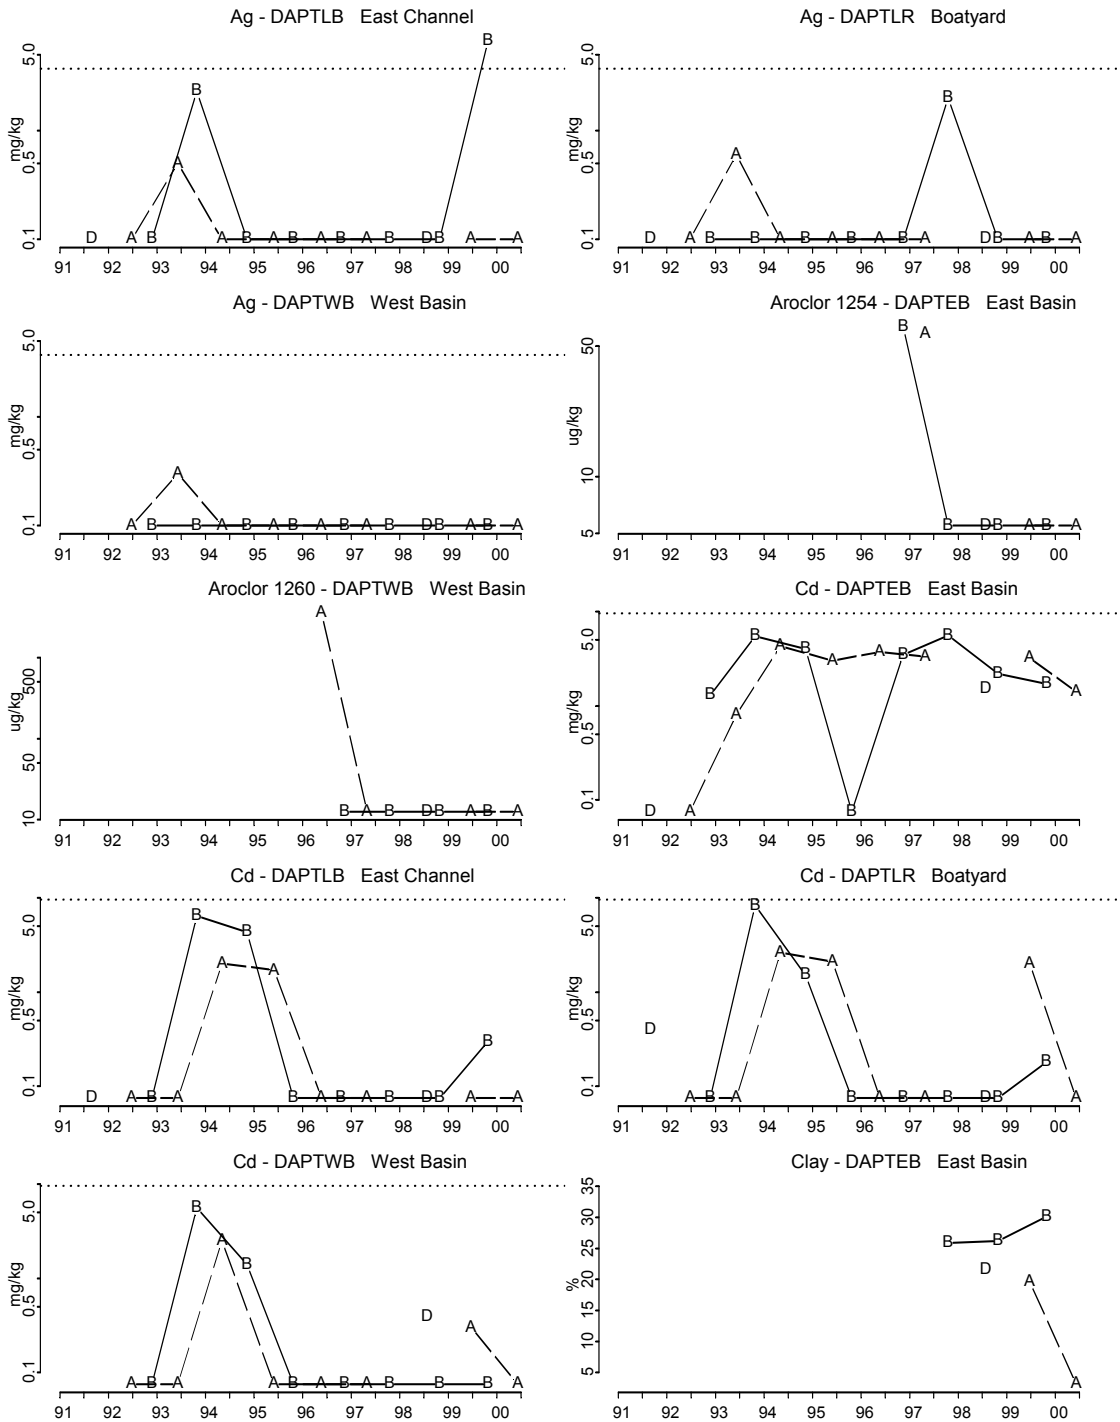 Ag - DAPTLB East Channel
mg/kg
5.0
0.5
0.1
B
B
A
D A B A B A B A B A B D B A A
91 92 93 94 95 96 97 98 99 00
Ag - DAPTLR Boatyard
mg/kg
5.0
0.5
0.1
B
A
D A B B A B A B A B A D B A B A
91 92 93 94 95 96 97 98 99 00
Ag - DAPTWB West Basin
mg/kg
5.0
0.5
0.1
A
A B B A B A B A B A B D B A B A
91 92 93 94 95 96 97 98 99 00
Aroclor 1254 - DAPTEB East Basin
ug/kg
50
10
5
B A
B D B A B A
91 92 93 94 95 96 97 98 99 00
Aroclor 1260 - DAPTWB West Basin
ug/kg
500
50
10
A
B A B D B A B A
91 92 93 94 95 96 97 98 99 00
Cd - DAPTEB East Basin
mg/kg
5.0
0.5
0.1
B B
A B A A B A A
B B D B A
B A
D A B
91 92 93 94 95 96 97 98 99 00
Cd - DAPTLB East Channel
mg/kg
5.0
0.5
0.1
B B
A A
B
D A B A B A B A B D B A A
91 92 93 94 95 96 97 98 99 00
Cd - DAPTLR Boatyard
mg/kg
5.0
0.5
0.1
B
A B A A
D
B
A B A B A B A B D B A
91 92 93 94 95 96 97 98 99 00
Cd - DAPTWB West Basin
mg/kg
5.0
0.5
0.1
B
A B
D A
A B A A B A B A B B B A
91 92 93 94 95 96 97 98 99 00
Clay - DAPTEB East Basin
%
35
30
25
20
15
10
5
B B B
D A
A
91 92 93 94 95 96 97 98 99 00